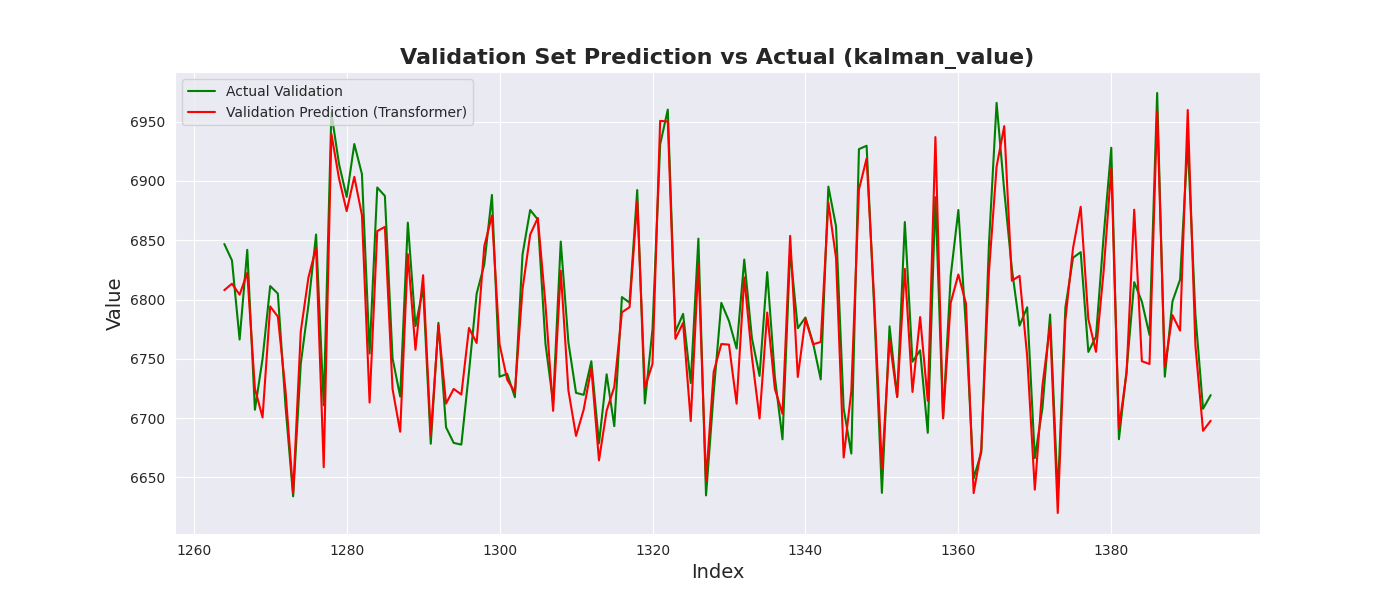 Validation Set Prediction vs Actual (kalman_value)
Actual Validation
Validation Prediction (Transformer)
Value
6950
6900
6850
6800
6750
6700
6650
1260 1280 1300 1320 1340 1360 1380
Index